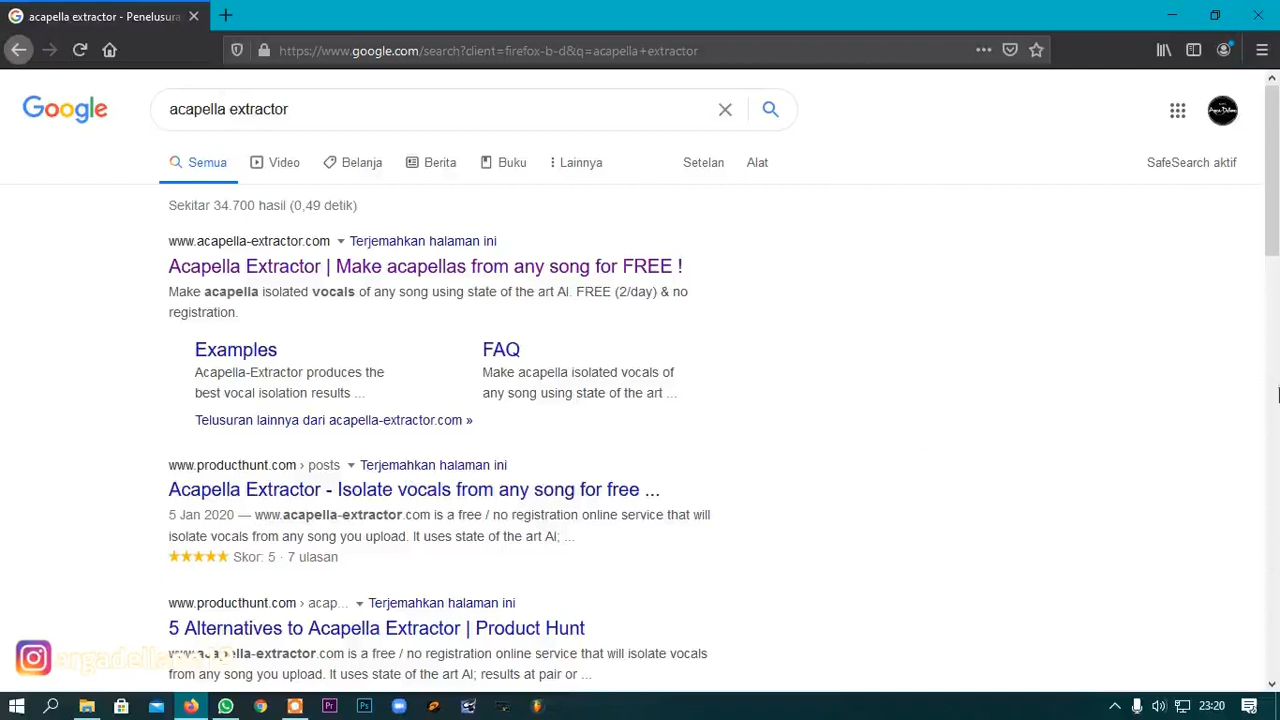 acapella extractor - Penelusura
https://www.google.com/search?client=firefox-b-d&q=acapella+extractor
Google
acapella extractor
Semua
Video
Belanja
Berita
Buku
Lainnya
Setelan
Alat
SafeSearch aktif
Sekitar 34.700 hasil (0,49 detik)
www.acapella-extractor.com Terjemahkan halaman ini
Acapella Extractor | Make acapellas from any song for FREE !
Make acapella isolated vocals of any song using state of the art AI. FREE (2/day) & no
registration.
Examples
Acapella-Extractor produces the
best vocal isolation results ...
FAQ
Make acapella isolated vocals of
any song using state of the art ...
Telusuran lainnya dari acapella-extractor.com »
www.producthunt.com › posts Terjemahkan halaman ini
Acapella Extractor - Isolate vocals from any song for free ...
5 Jan 2020 — www.acapella-extractor.com is a free / no registration online service that will
isolate vocals from any song you upload. It uses state of the art AI; ...
Skor: 5 · 7 ulasan
www.producthunt.com › acap... Terjemahkan halaman ini
5 Alternatives to Acapella Extractor | Product Hunt
www.acapella-extractor.com is a free / no registration online service that will isolate vocals
from any song you upload. It uses state of the art AI; results at pair or ...
Pr
Ps
23:20